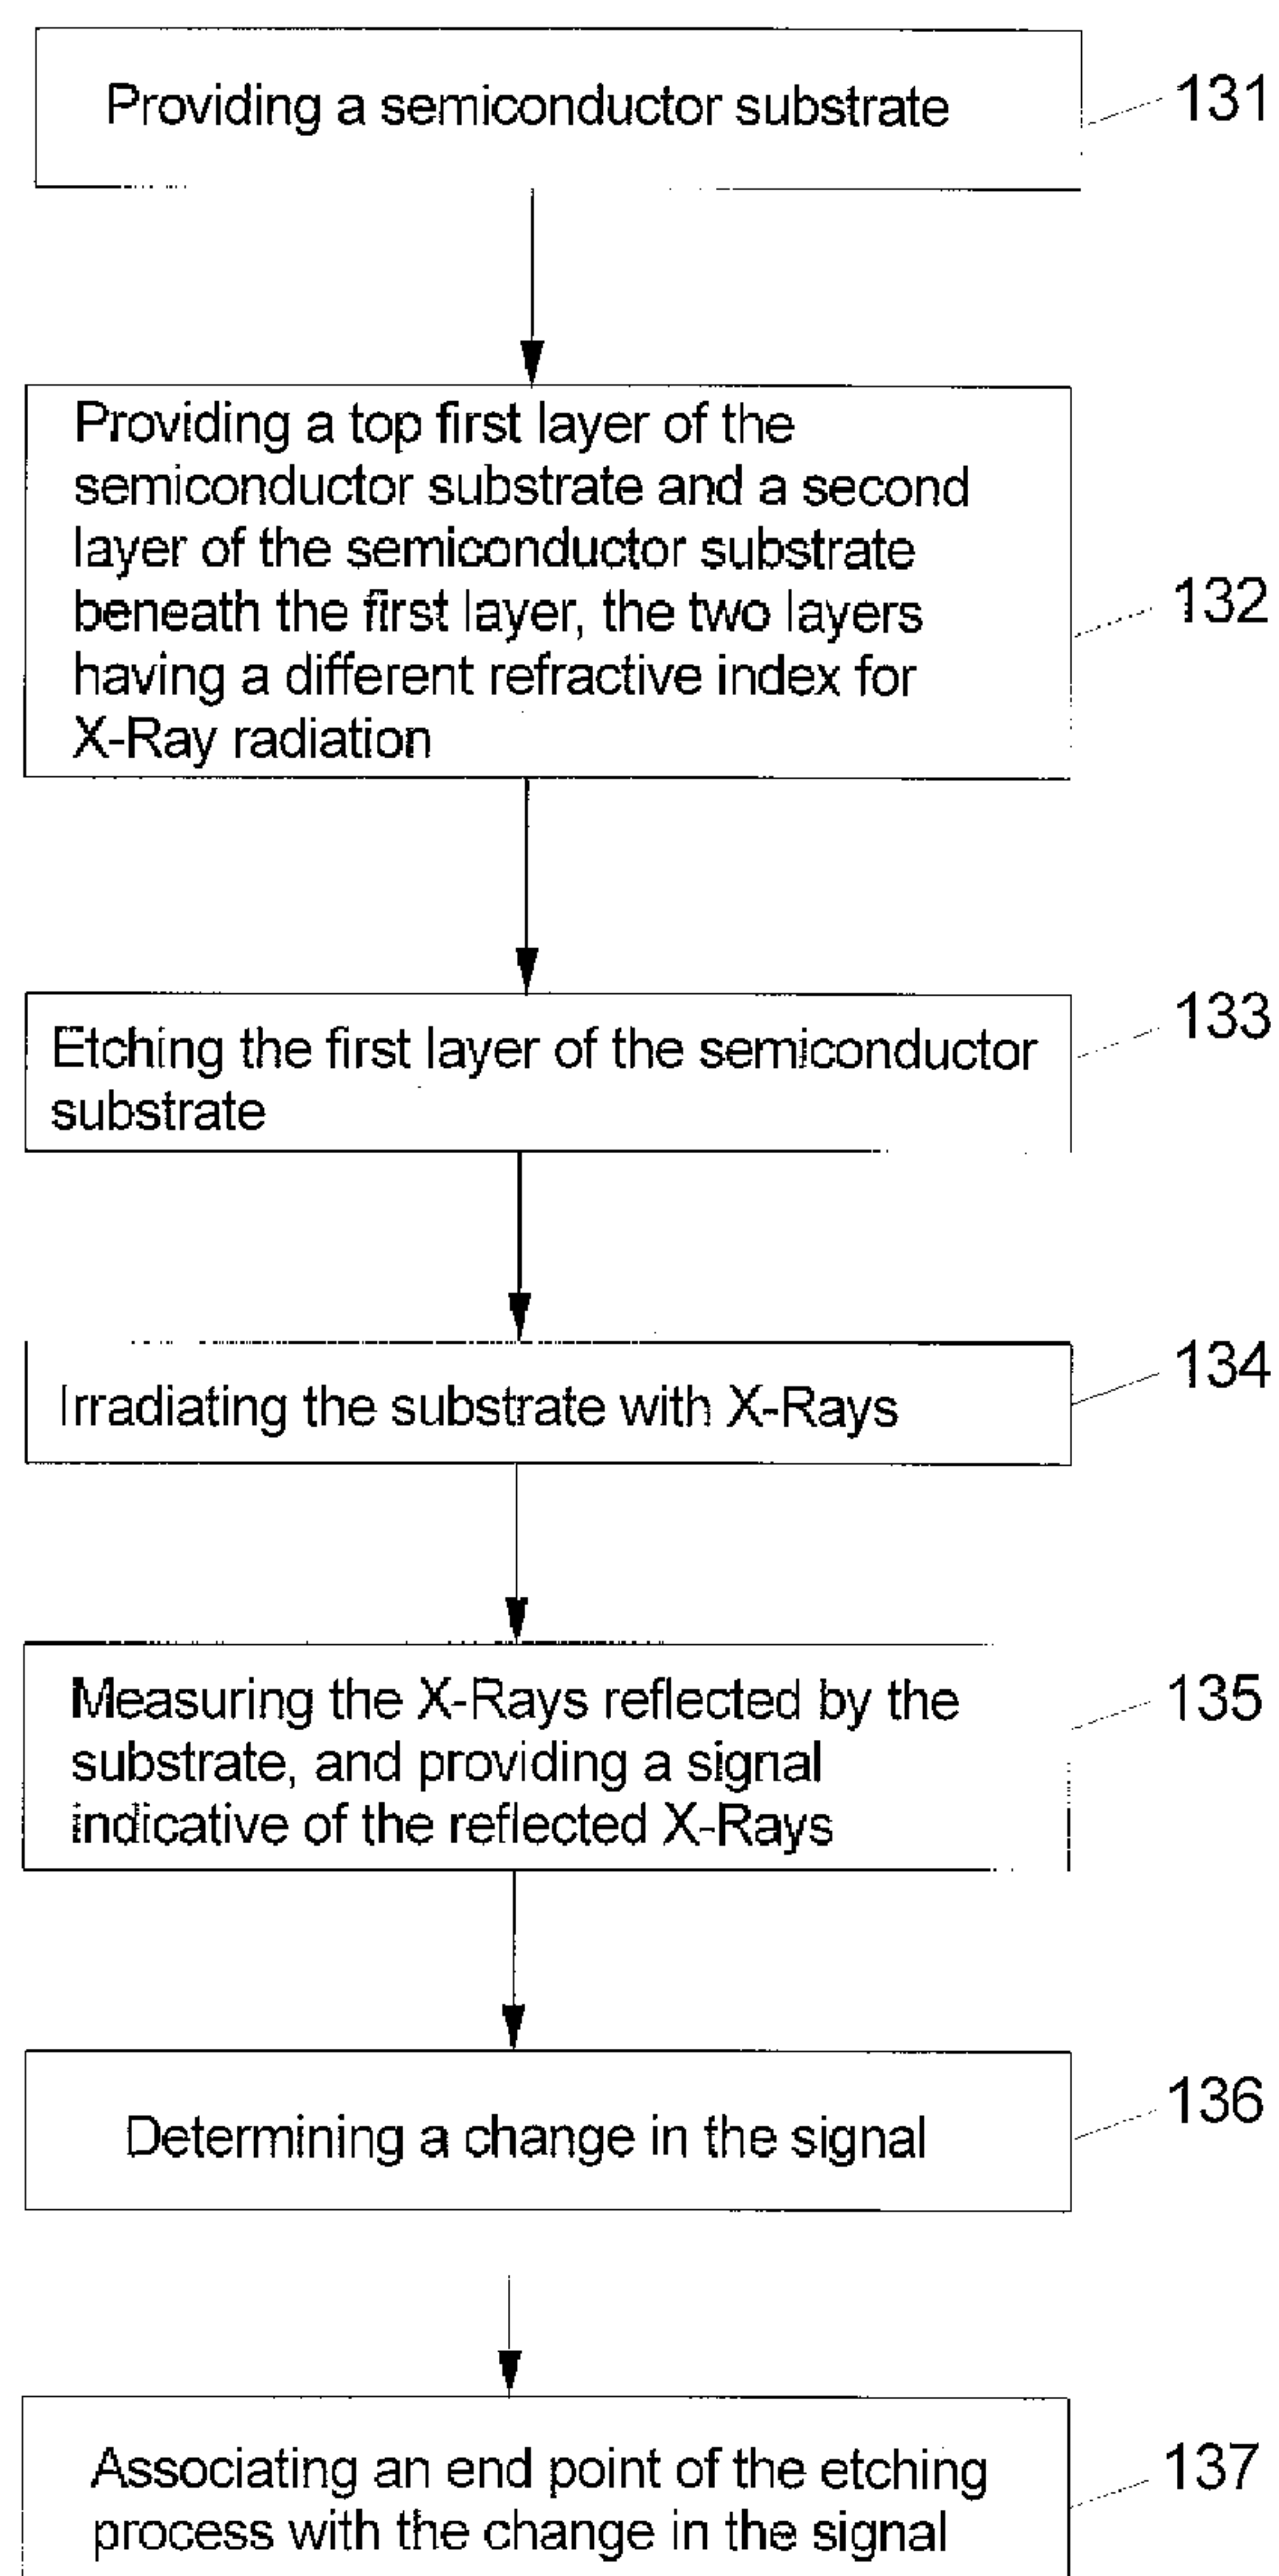 Providing a semiconductor substrate
131
Providing a top first layer of the
semiconductor substrate and a second
layer of the semiconductor substrate
beneath the first layer, the two layers
having a different refractive index for
X-Ray radiation
132
Etching the first layer of the semiconductor
substrate
133
Irradiating the substrate with X-Rays
134
Measuring the X-Rays reflected by the
substrate, and providing a signal
indicative of the reflected X-Rays
135
Determining a change in the signal
136
Associating an end point of the etching
process with the change in the signal
137